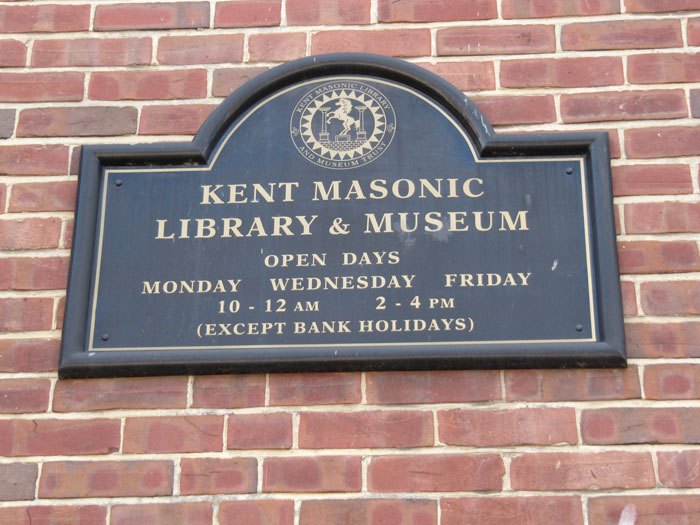 KENT MASONIC LIBRARY
AND MUSEUM TRUST
KENT MASONIC
LIBRARY & MUSEUM
OPEN DAYS
MONDAY WEDNESDAY FRIDAY
10 - 12 AM 2 - 4 PM
(EXCEPT BANK HOLIDAYS)